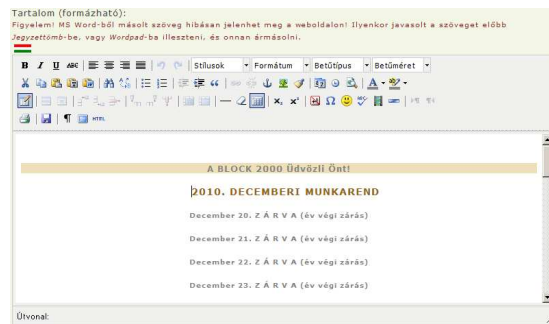 Tartalom (formázható):
Figyelem! MS Word-ből másolt szöveg hibásan jelenhet meg a weboldalon! Ilyenkor javasolt a szöveget előbb
Jegyzettömb-be, vagy Wordpad-ba illeszteni, és onnan átmásolni.
B I U ABC Stílusok Formátum Betűtípus Betűméret
HTML
A BLOCK 2000 Üdvözli Önt!
2010. DECEMBERI MUNKAREND
December 20. Z Á R V A (év végi zárás)
December 21. Z Á R V A (év végi zárás)
December 22. Z Á R V A (év végi zárás)
December 23. Z Á R V A (év végi zárás)
Útvonal: